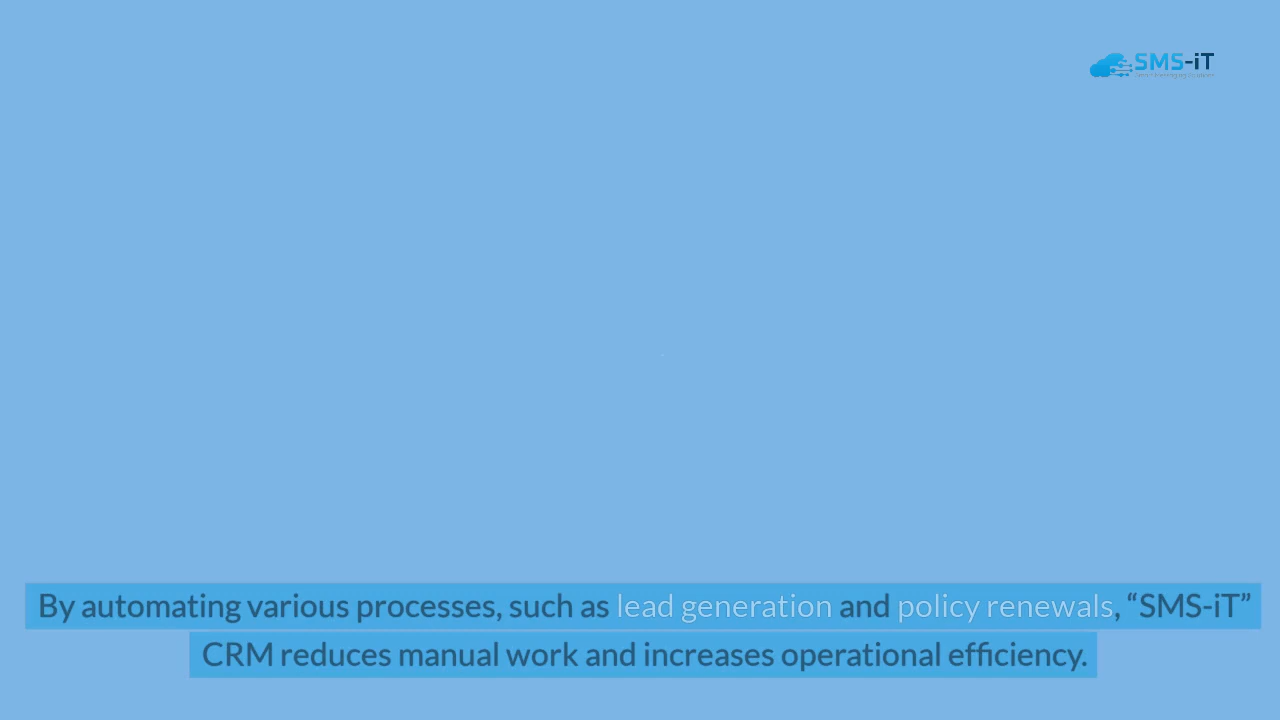 SMS-iT
By automating various processes, such as lead generation and policy renewals, “SMS-iT”
CRM reduces manual work and increases operational efficiency.